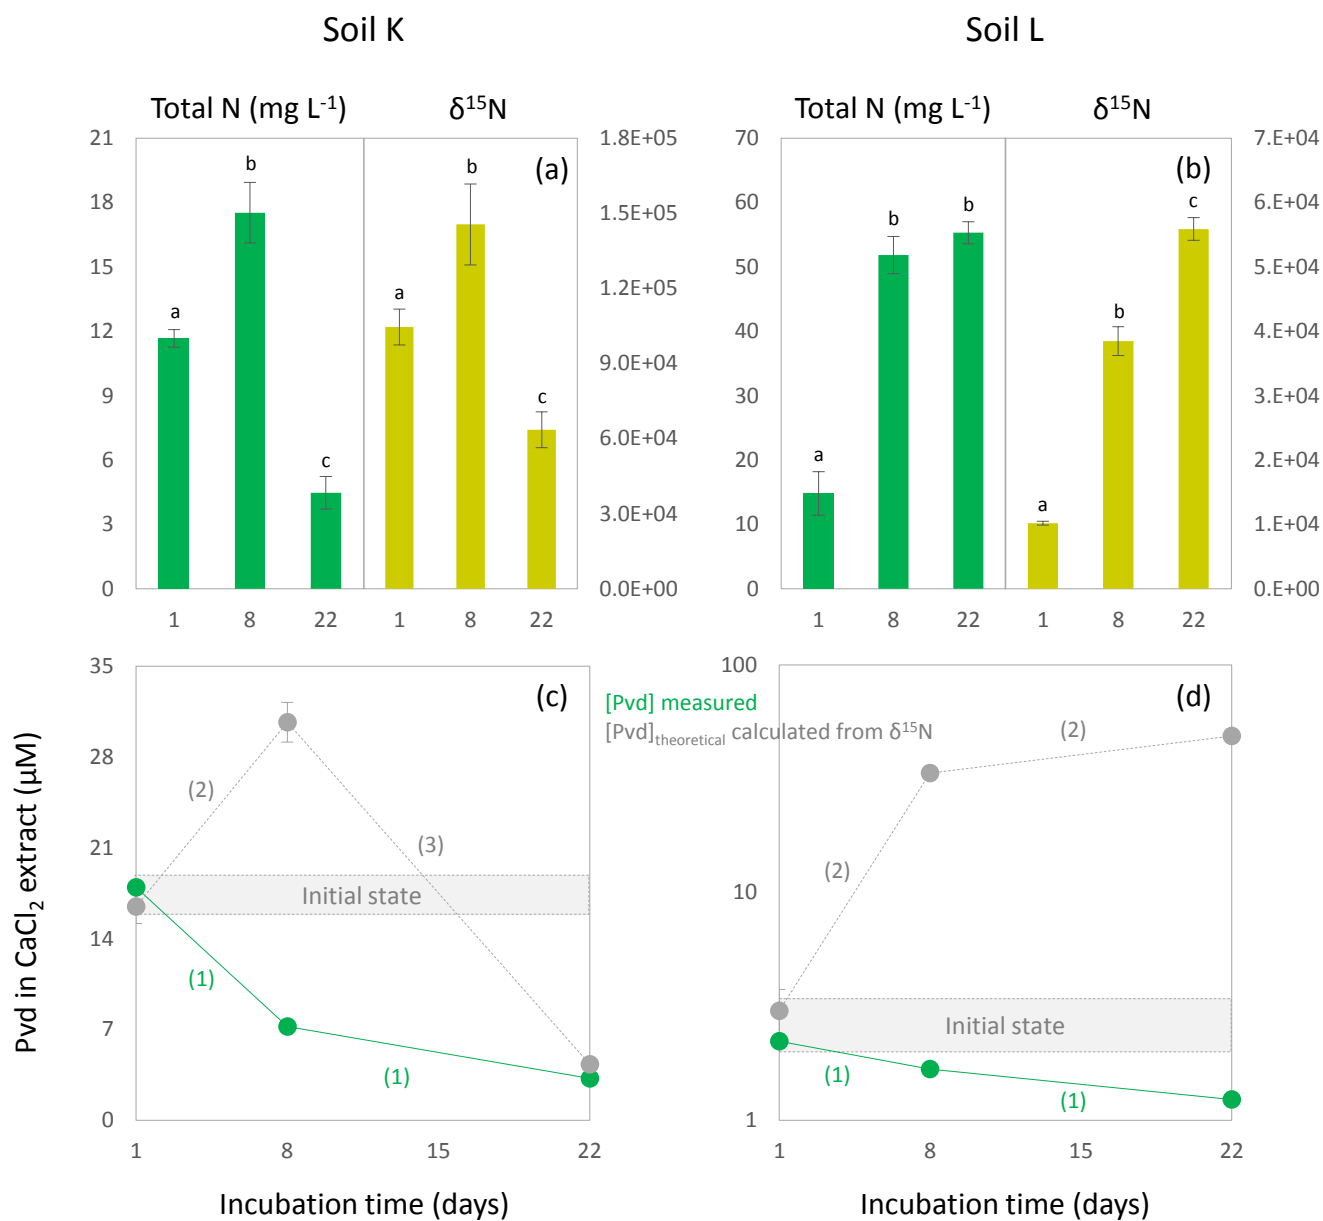 Soil K
Soil L
Total N (mg L-1) δ15N
Total N (mg L-1) δ15N
21
18
15
12
9
6
3
0
a
b
c
a
b
c
(a)
1.8E+05
1.5E+05
1.2E+05
9.0E+04
6.0E+04
3.0E+04
0.0E+00
1 8 22 1 8 22
70
60
50
40
30
20
10
0
a
b
b
a
b
c
(b)
7.E+04
6.E+04
5.E+04
4.E+04
3.E+04
2.E+04
1.E+04
0.E+00
1 8 22 1 8 22
Pvd in CaCl2 extract (µM)
35
28
21
14
7
0
(c)
(2)
(3)
Initial state
(1)
(1)
1 8 15 22
Incubation time (days)
[Pvd] measured
[Pvd]theoretical calculated from δ15N
100
10
1
(d)
(2)
(2)
Initial state
(1)
(1)
1 8 15 22
Incubation time (days)